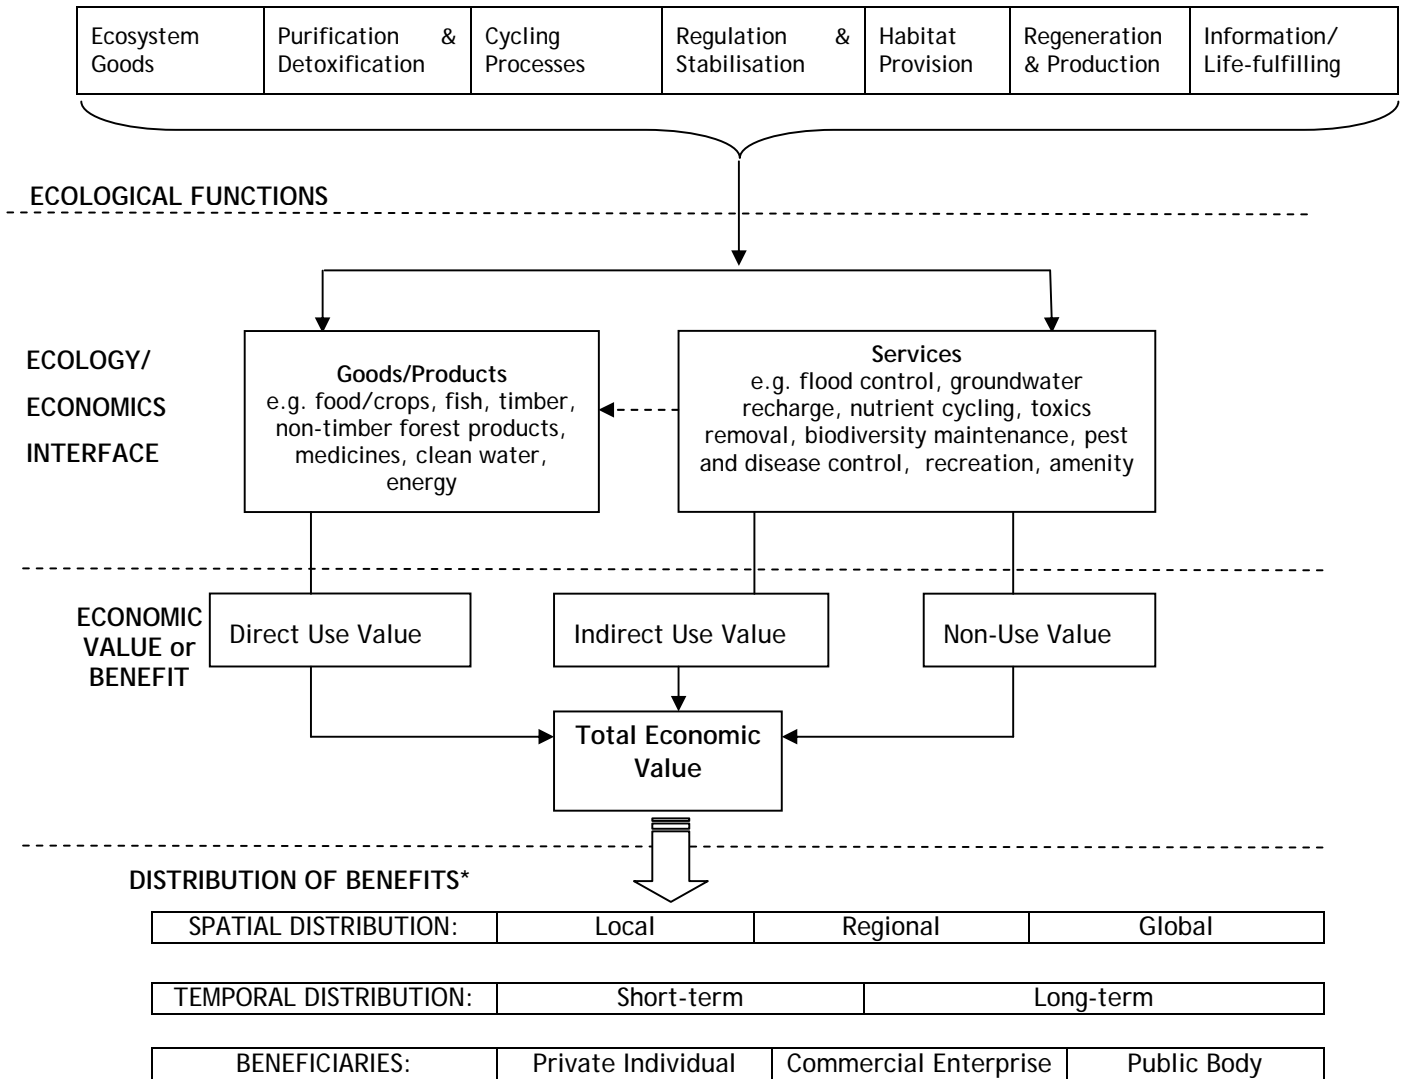 Ecosystem Goods
Purification & Detoxification
Cycling Processes
Regulation & Stabilisation
Habitat Provision
Regeneration & Production
Information/ Life-fulfilling
ECOLOGICAL FUNCTIONS
ECOLOGY/
ECONOMICS
INTERFACE
Goods/Products
e.g. food/crops, fish, timber,
non-timber forest products,
medicines, clean water,
energy
Services
e.g. flood control, groundwater
recharge, nutrient cycling, toxics
removal, biodiversity maintenance, pest
and disease control, recreation, amenity
ECONOMIC
VALUE or
BENEFIT
Direct Use Value
Indirect Use Value
Non-Use Value
Total Economic
Value
DISTRIBUTION OF BENEFITS*
SPATIAL DISTRIBUTION: Local Regional Global
TEMPORAL DISTRIBUTION: Short-term Long-term
BENEFICIARIES: Private Individual Commercial Enterprise Public Body